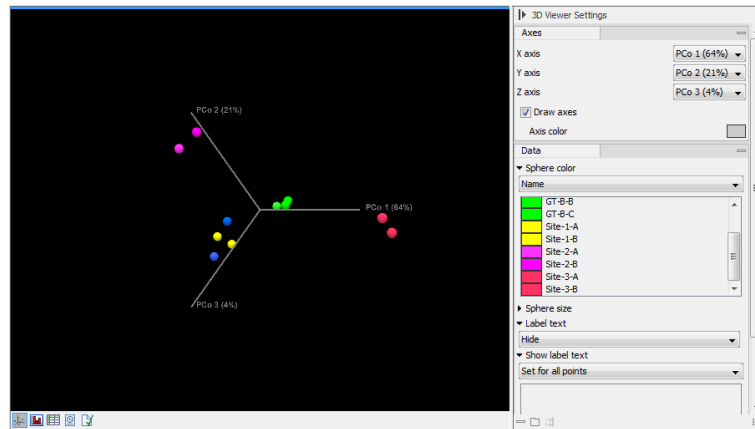 3D Viewer Settings
Axes
X axis PCo 1 (64%)
Y axis PCo 2 (21%)
Z axis PCo 3 (4%)
Draw axes
Axis color
Data
Sphere color
Name
GT-B-B
GT-B-C
Site-1-A
Site-1-B
Site-2-A
Site-2-B
Site-3-A
Site-3-B
Sphere size
Label text
Hide
Show label text
Set for all points
PCo 2 (21%)
PCo 1 (64%)
PCo 3 (4%)